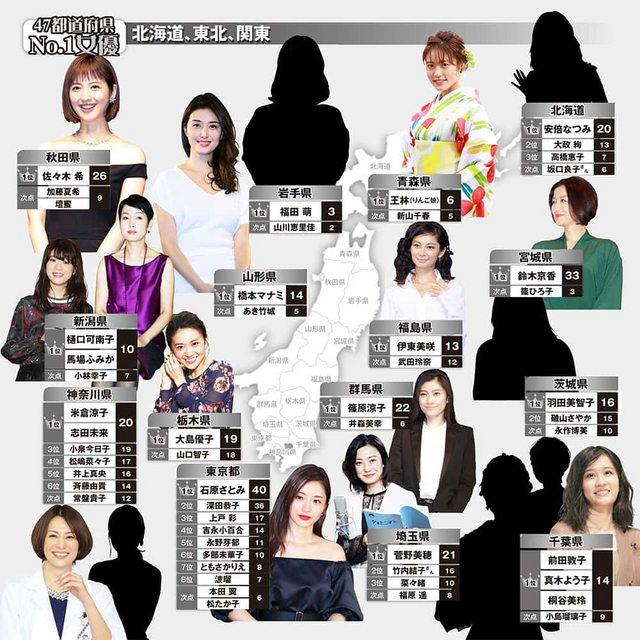 47都道府県
No.1女優
北海道、東北、関東
北海道
1位 安倍なつみ 20
2位 大政 絢 13
3位 高橋惠子 7
次点 坂口良子さん 6
青森県
1位 王林(りんご娘) 6
次点 新山千春 5
秋田県
1位 佐々木 希 26
次点 加藤夏希 9
壇蜜
岩手県
1位 福田 萌 3
次点 山川恵里佳 2
宮城県
1位 鈴木京香 33
次点 篠ひろ子 3
山形県
1位 橋本マナミ 14
次点 あき竹城 5
福島県
1位 伊東美咲 13
次点 武田玲奈 12
新潟県
1位 樋口可南子 10
馬場ふみか
次点 小林幸子 7
茨城県
1位 羽田美智子 16
2位 磯山さやか 15
次点 永作博美 10
群馬県
1位 篠原涼子 22
次点 井森美幸 6
栃木県
1位 大島優子 19
次点 山口智子 18
神奈川県
1位 米倉涼子 20
志田未来
3位 小泉今日子 19
4位 松嶋菜々子 17
5位 井上真央 16
6位 斉藤由貴 14
次点 常盤貴子 12
東京都
1位 石原さとみ 40
2位 深田恭子 36
3位 上戸 彩 17
4位 吉永小百合 14
5位 永野芽郁 11
6位 多部未華子 10
7位 ともさかりえ 8
8位 波瑠 7
次点 本田 翼 6
松たか子
埼玉県
1位 菅野美穂 21
2位 竹内結子さん 16
3位 菜々緒 10
次点 福原 遥 8
千葉県
1位 前田敦子 14
真木よう子
桐谷美玲
次点 小島瑠璃子 9
北海道
青森県
秋田県
岩手県
山形県
宮城県
新潟県
福島県
群馬県
栃木県
埼玉県
茨城県
東京都
千葉県
神奈川県